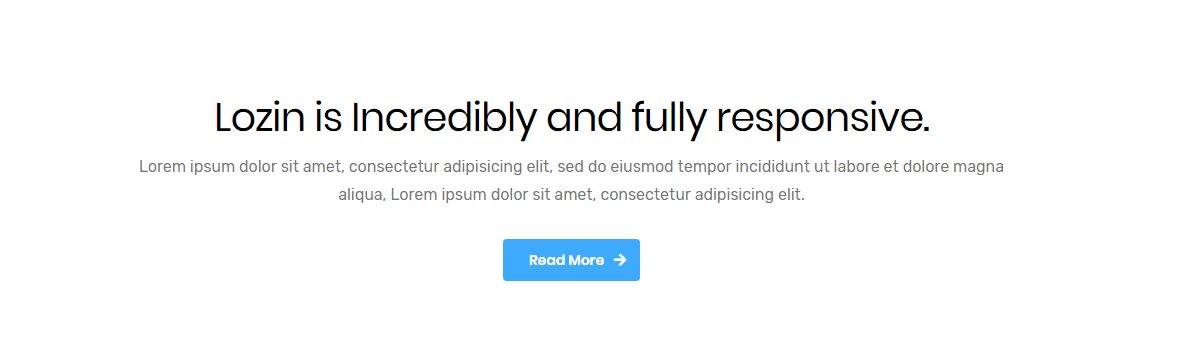 Lozin is Incredibly and fully responsive.
Lorem ipsum dolor sit amet, consectetur adipisicing elit, sed do eiusmod tempor incididunt ut labore et dolore magna
aliqua, Lorem ipsum dolor sit amet, consectetur adipisicing elit.
Read More